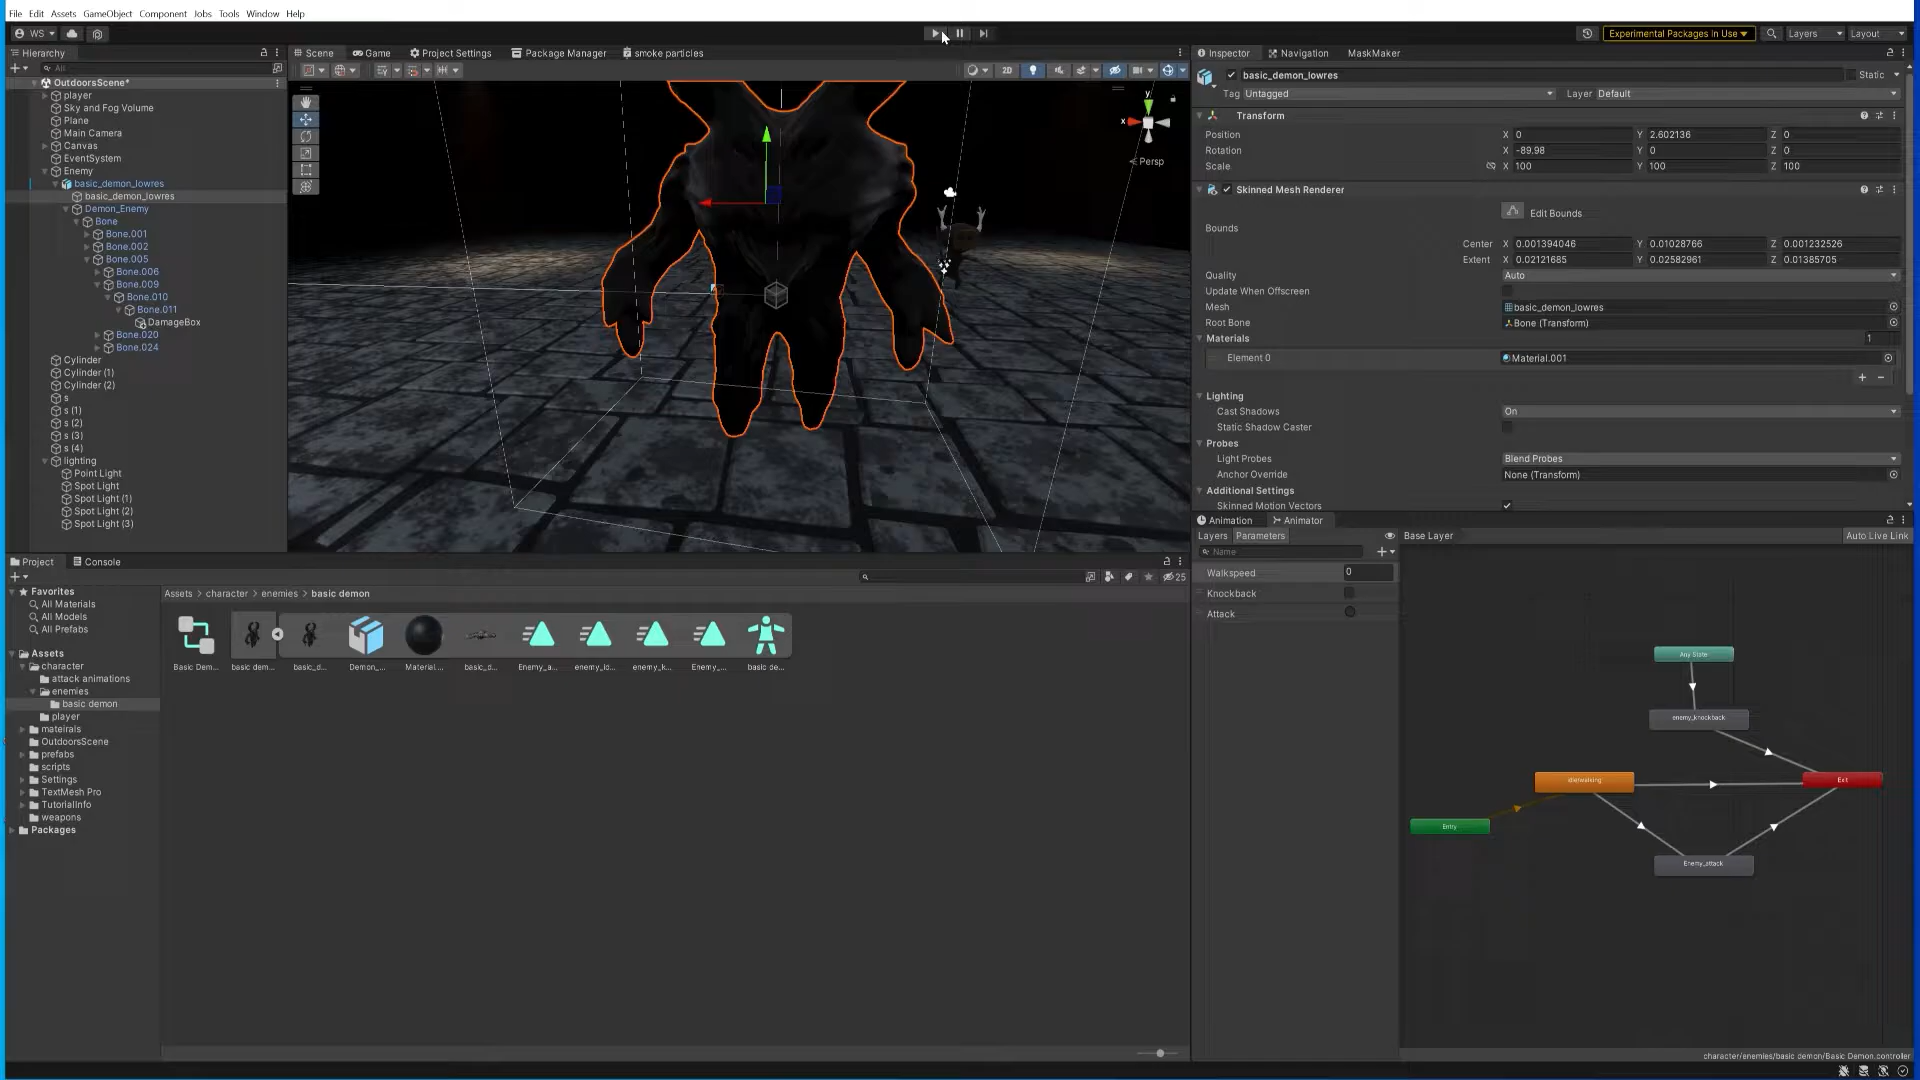 File Edit Assets GameObject Component Jobs Tools Window Help
WS
Experimental Packages In Use Layers Layout
Hierarchy
All
OutdoorsScene*
player
Sky and Fog Volume
Plane
Main Camera
Canvas
EventSystem
Enemy
basic_demon_lowres
basic_demon_lowres
Demon_Enemy
Bone
Bone.001
Bone.002
Bone.005
Bone.006
Bone.009
Bone.010
Bone.011
DamageBox
Bone.020
Bone.024
Cylinder
Cylinder (1)
Cylinder (2)
s
s (1)
s (2)
s (3)
s (4)
lighting
Point Light
Spot Light
Spot Light (1)
Spot Light (2)
Spot Light (3)
Scene Game Project Settings Package Manager smoke particles
2D
y
x
Persp
Inspector Navigation MaskMaker
basic_demon_lowres Static
Tag Untagged Layer Default
Transform
Position X 0 Y 2.602136 Z 0
Rotation X -89.98 Y 0 Z 0
Scale X 100 Y 100 Z 100
Skinned Mesh Renderer
Edit Bounds
Bounds
Center X 0.001394046 Y 0.01028766 Z 0.001232526
Extent X 0.02121685 Y 0.02582961 Z 0.01385705
Quality Auto
Update When Offscreen
Mesh basic_demon_lowres
Root Bone Bone (Transform)
Materials 1
Element 0 Material.001
Lighting
Cast Shadows On
Static Shadow Caster
Probes
Light Probes Blend Probes
Anchor Override None (Transform)
Additional Settings
Skinned Motion Vectors
Project Console
25
Favorites
All Materials
All Models
All Prefabs
Assets
character
attack animations
enemies
basic demon
player
mateirals
OutdoorsScene
prefabs
scripts
Settings
TextMesh Pro
TutorialInfo
weapons
Packages
Assets > character > enemies > basic demon
Basic Dem... basic dem... basic_d... Demon_... Material.... basic_d... Enemy_a... enemy_id... enemy_k... Enemy_... basic de...
Animation Animator
Layers Parameters Base Layer Auto Live Link
Name
Walkspeed 0
Knockback
Attack
Any State
enemy_knockback
idle/walking
Exit
Entry
Enemy_attack
character/enemies/basic demon/Basic Demon.controller